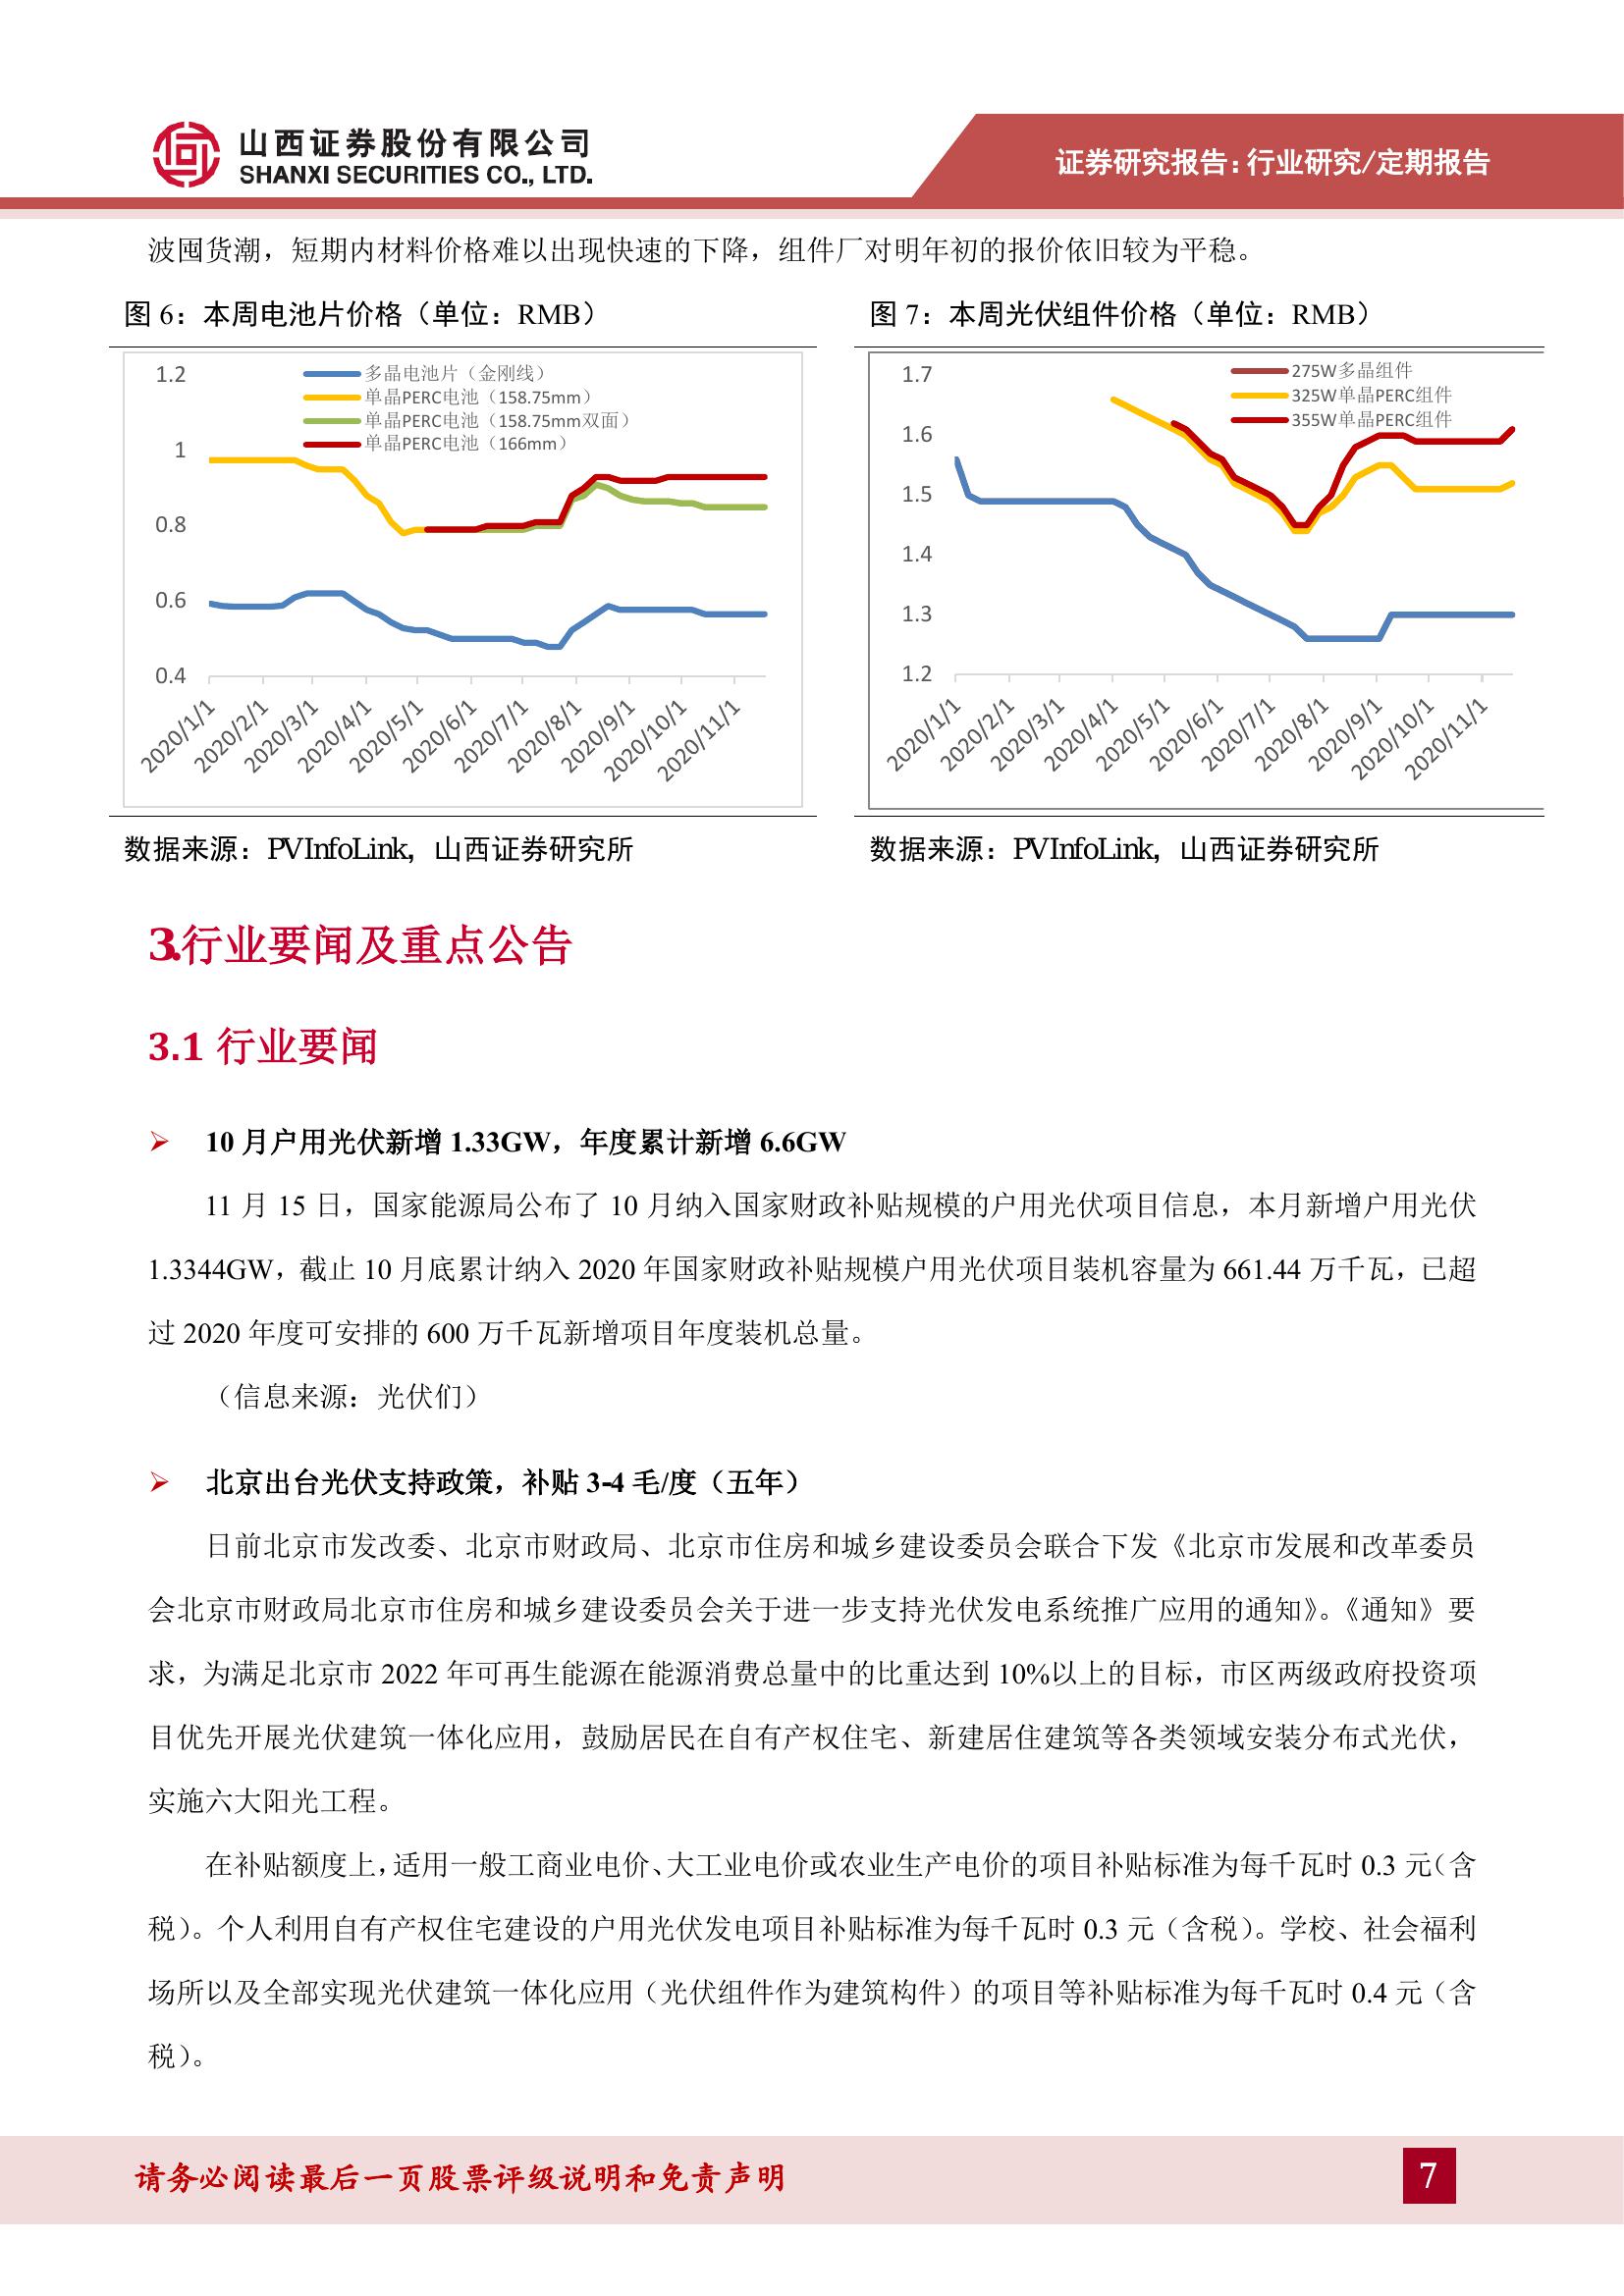 山西证券股份有限公司
SHANXI SECURITIES CO., LTD.
证券研究报告：行业研究/定期报告
波囤货潮，短期内材料价格难以出现快速的下降，组件厂对明年初的报价依旧较为平稳。
图 6：本周电池片价格（单位：RMB）
1.2
1
0.8
0.6
0.4
多晶电池片（金刚线）
单晶PERC电池（158.75mm）
单晶PERC电池（158.75mm双面）
单晶PERC电池（166mm）
2020/1/1
2020/2/1
2020/3/1
2020/4/1
2020/5/1
2020/6/1
2020/7/1
2020/8/1
2020/9/1
2020/10/1
2020/11/1
数据来源：PVInfoLink，山西证券研究所
图 7：本周光伏组件价格（单位：RMB）
1.7
1.6
1.5
1.4
1.3
1.2
275W多晶组件
325W单晶PERC组件
355W单晶PERC组件
2020/1/1
2020/2/1
2020/3/1
2020/4/1
2020/5/1
2020/6/1
2020/7/1
2020/8/1
2020/9/1
2020/10/1
2020/11/1
数据来源：PVInfoLink，山西证券研究所
3.行业要闻及重点公告
3.1 行业要闻
10 月户用光伏新增 1.33GW，年度累计新增 6.6GW
11 月 15 日，国家能源局公布了 10 月纳入国家财政补贴规模的户用光伏项目信息，本月新增户用光伏
1.3344GW，截止 10 月底累计纳入 2020 年国家财政补贴规模户用光伏项目装机容量为 661.44 万千瓦，已超
过 2020 年度可安排的 600 万千瓦新增项目年度装机总量。
（信息来源：光伏们）
北京出台光伏支持政策，补贴 3-4 毛/度（五年）
日前北京市发改委、北京市财政局、北京市住房和城乡建设委员会联合下发《北京市发展和改革委员
会北京市财政局北京市住房和城乡建设委员会关于进一步支持光伏发电系统推广应用的通知》。《通知》要
求，为满足北京市 2022 年可再生能源在能源消费总量中的比重达到 10%以上的目标，市区两级政府投资项
目优先开展光伏建筑一体化应用，鼓励居民在自有产权住宅、新建居住建筑等各类领域安装分布式光伏，
实施六大阳光工程。
在补贴额度上，适用一般工商业电价、大工业电价或农业生产电价的项目补贴标准为每千瓦时 0.3 元（含
税）。个人利用自有产权住宅建设的户用光伏发电项目补贴标准为每千瓦时 0.3 元（含税）。学校、社会福利
场所以及全部实现光伏建筑一体化应用（光伏组件作为建筑构件）的项目等补贴标准为每千瓦时 0.4 元（含
税）。
请务必阅读最后一页股票评级说明和免责声明
7